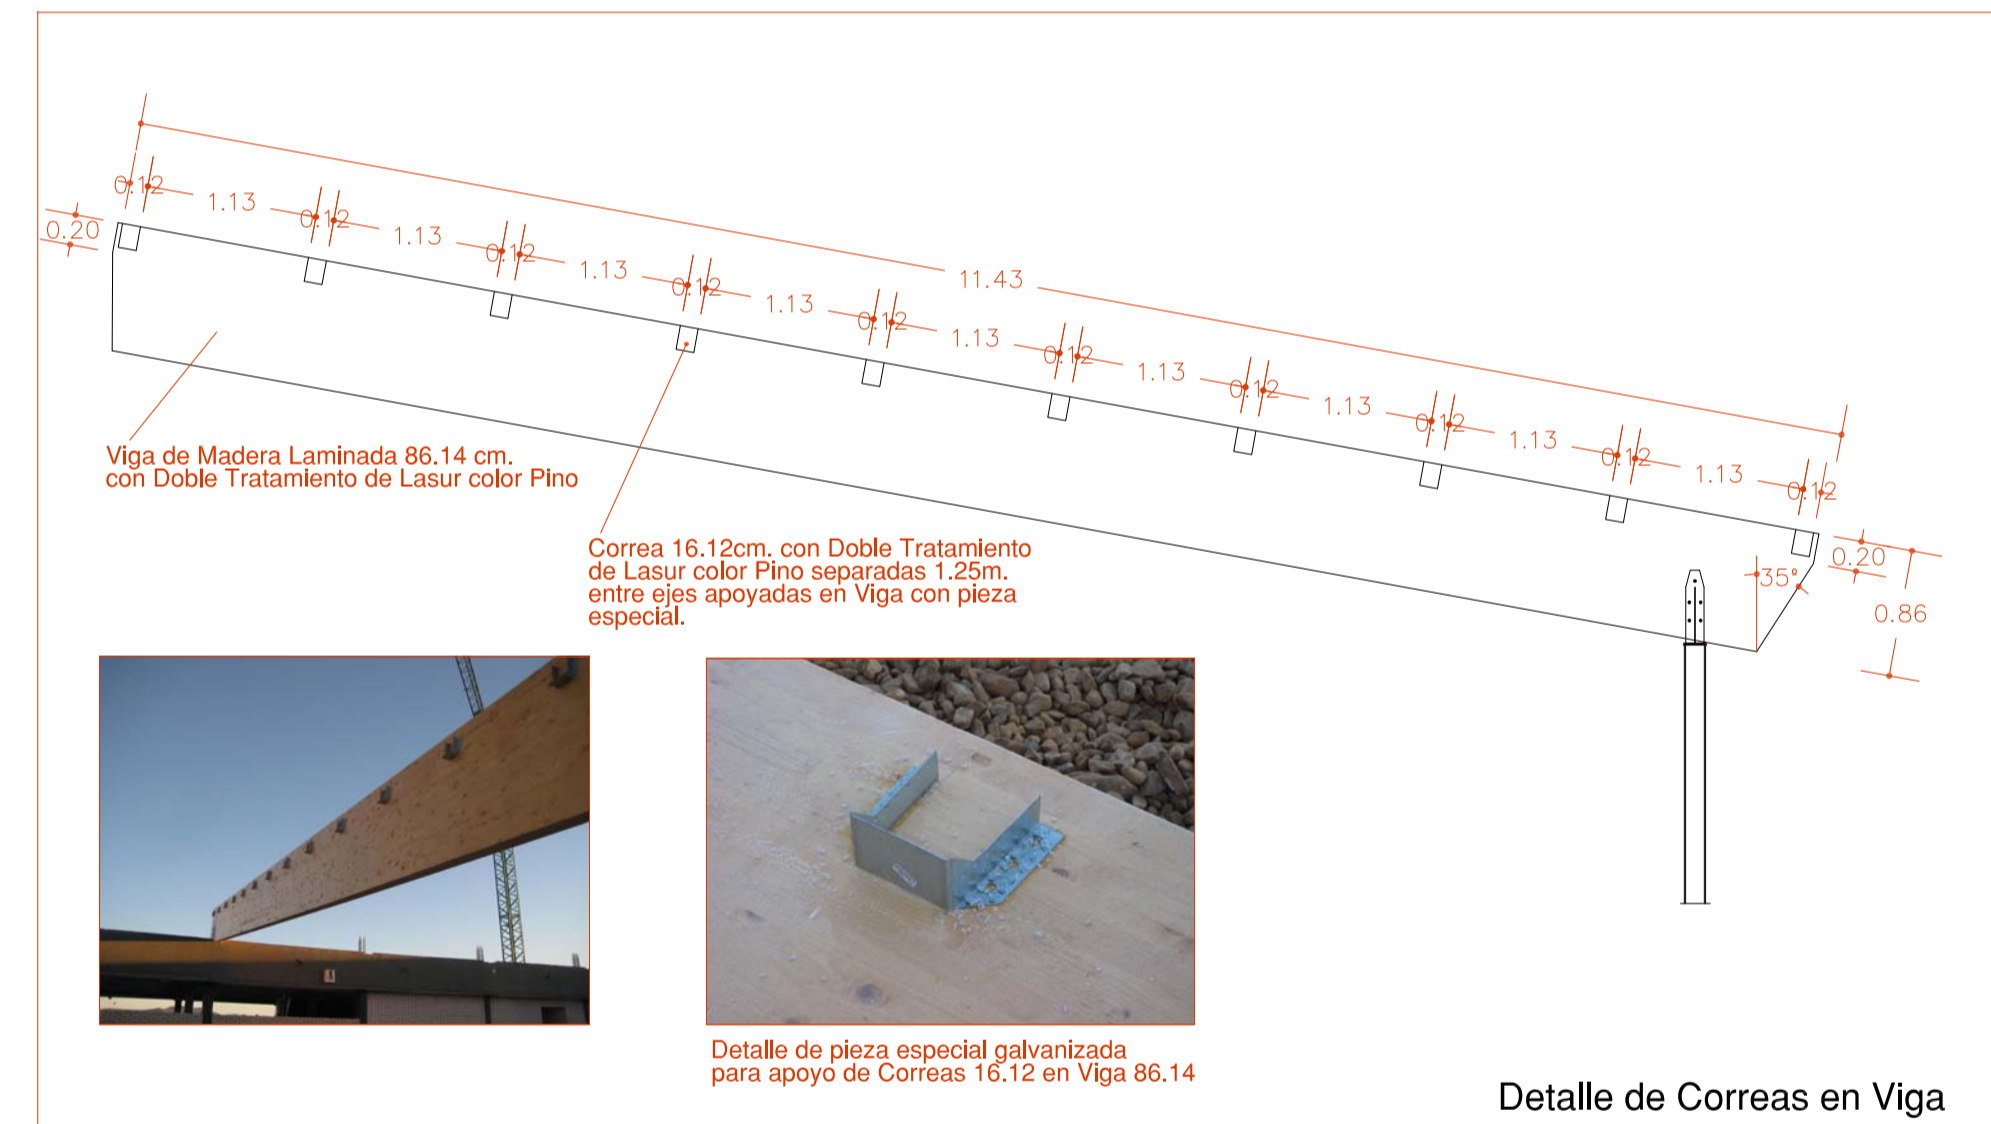 0.12
1.13
0.12
1.13
0.12
1.13
0.12
1.13
0.12
1.13
0.12
1.13
0.12
1.13
0.12
1.13
0.12
1.13
0.12
11.43
0.20
Viga de Madera Laminada 86.14 cm.
con Doble Tratamiento de Lasur color Pino
Correa 16.12cm. con Doble Tratamiento
de Lasur color Pino separadas 1.25m.
entre ejes apoyadas en Viga con pieza
especial.
0.20
35°
0.86
Detalle de pieza especial galvanizada
para apoyo de Correas 16.12 en Viga 86.14
Detalle de Correas en Viga